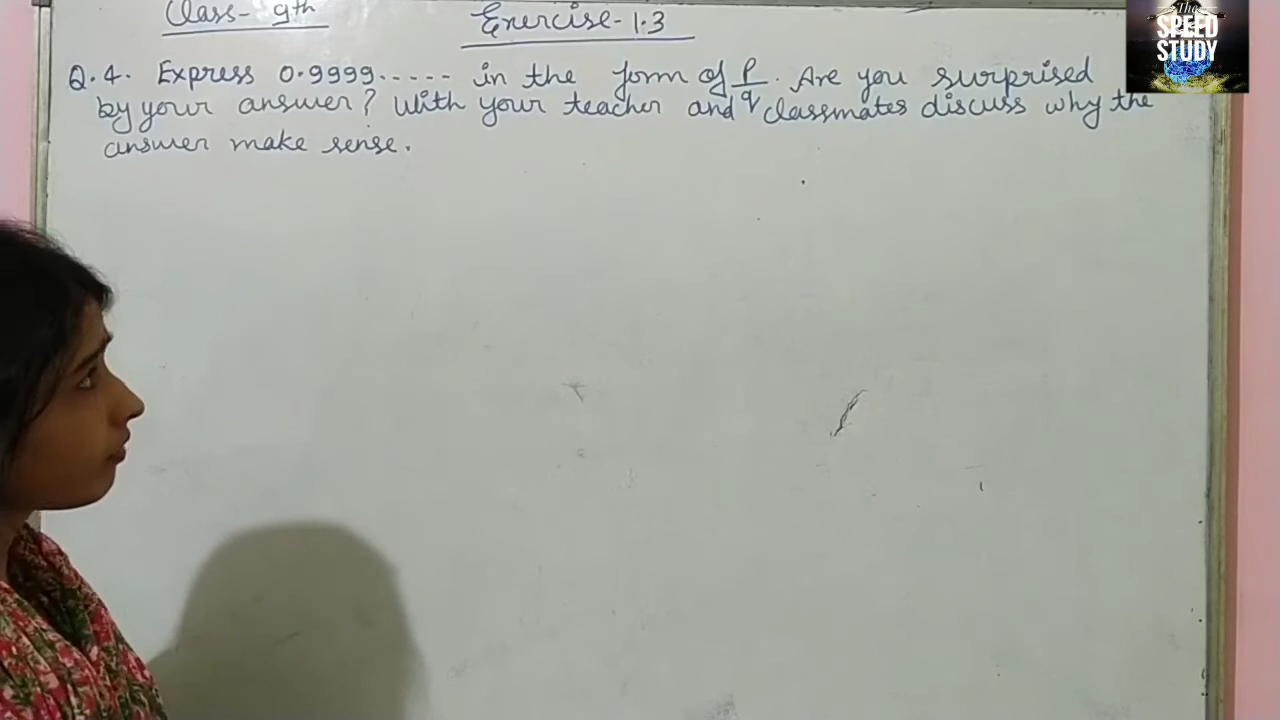 Class- 9th Exercise-1.3
The
SPEED
STUDY
Q.4. Express 0.9999..... in the form of p/q. Are you surprised
by your answer? With your teacher and classmates discuss why the
answer make sense.